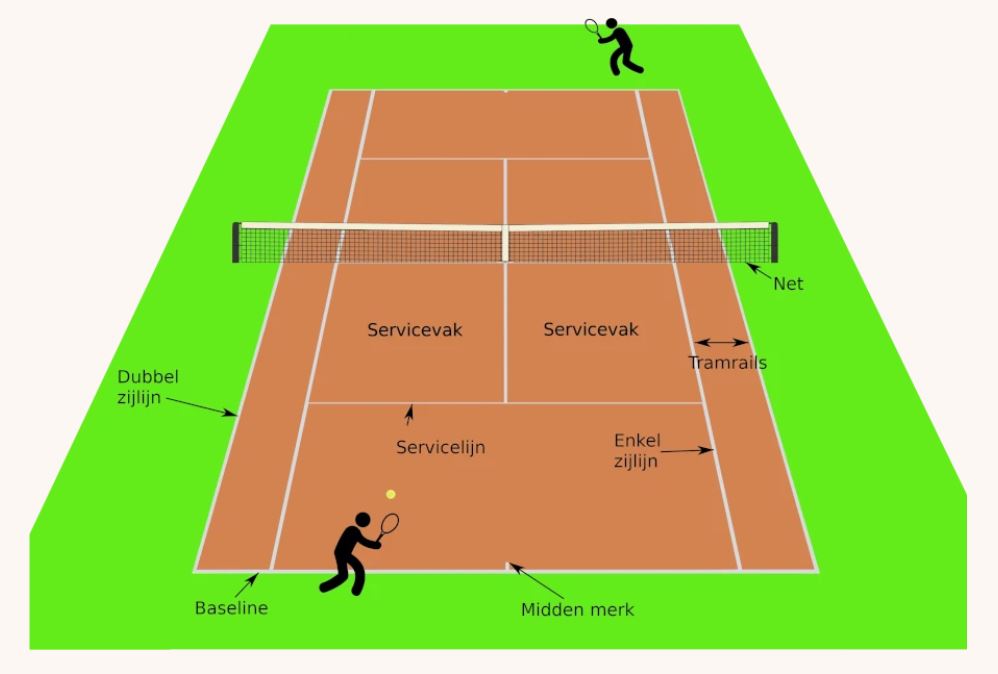 Net
Servicevak
Servicevak
Tramrails
Dubbel
zijlijn
Servicelijn
Enkel
zijlijn
Baseline
Midden merk